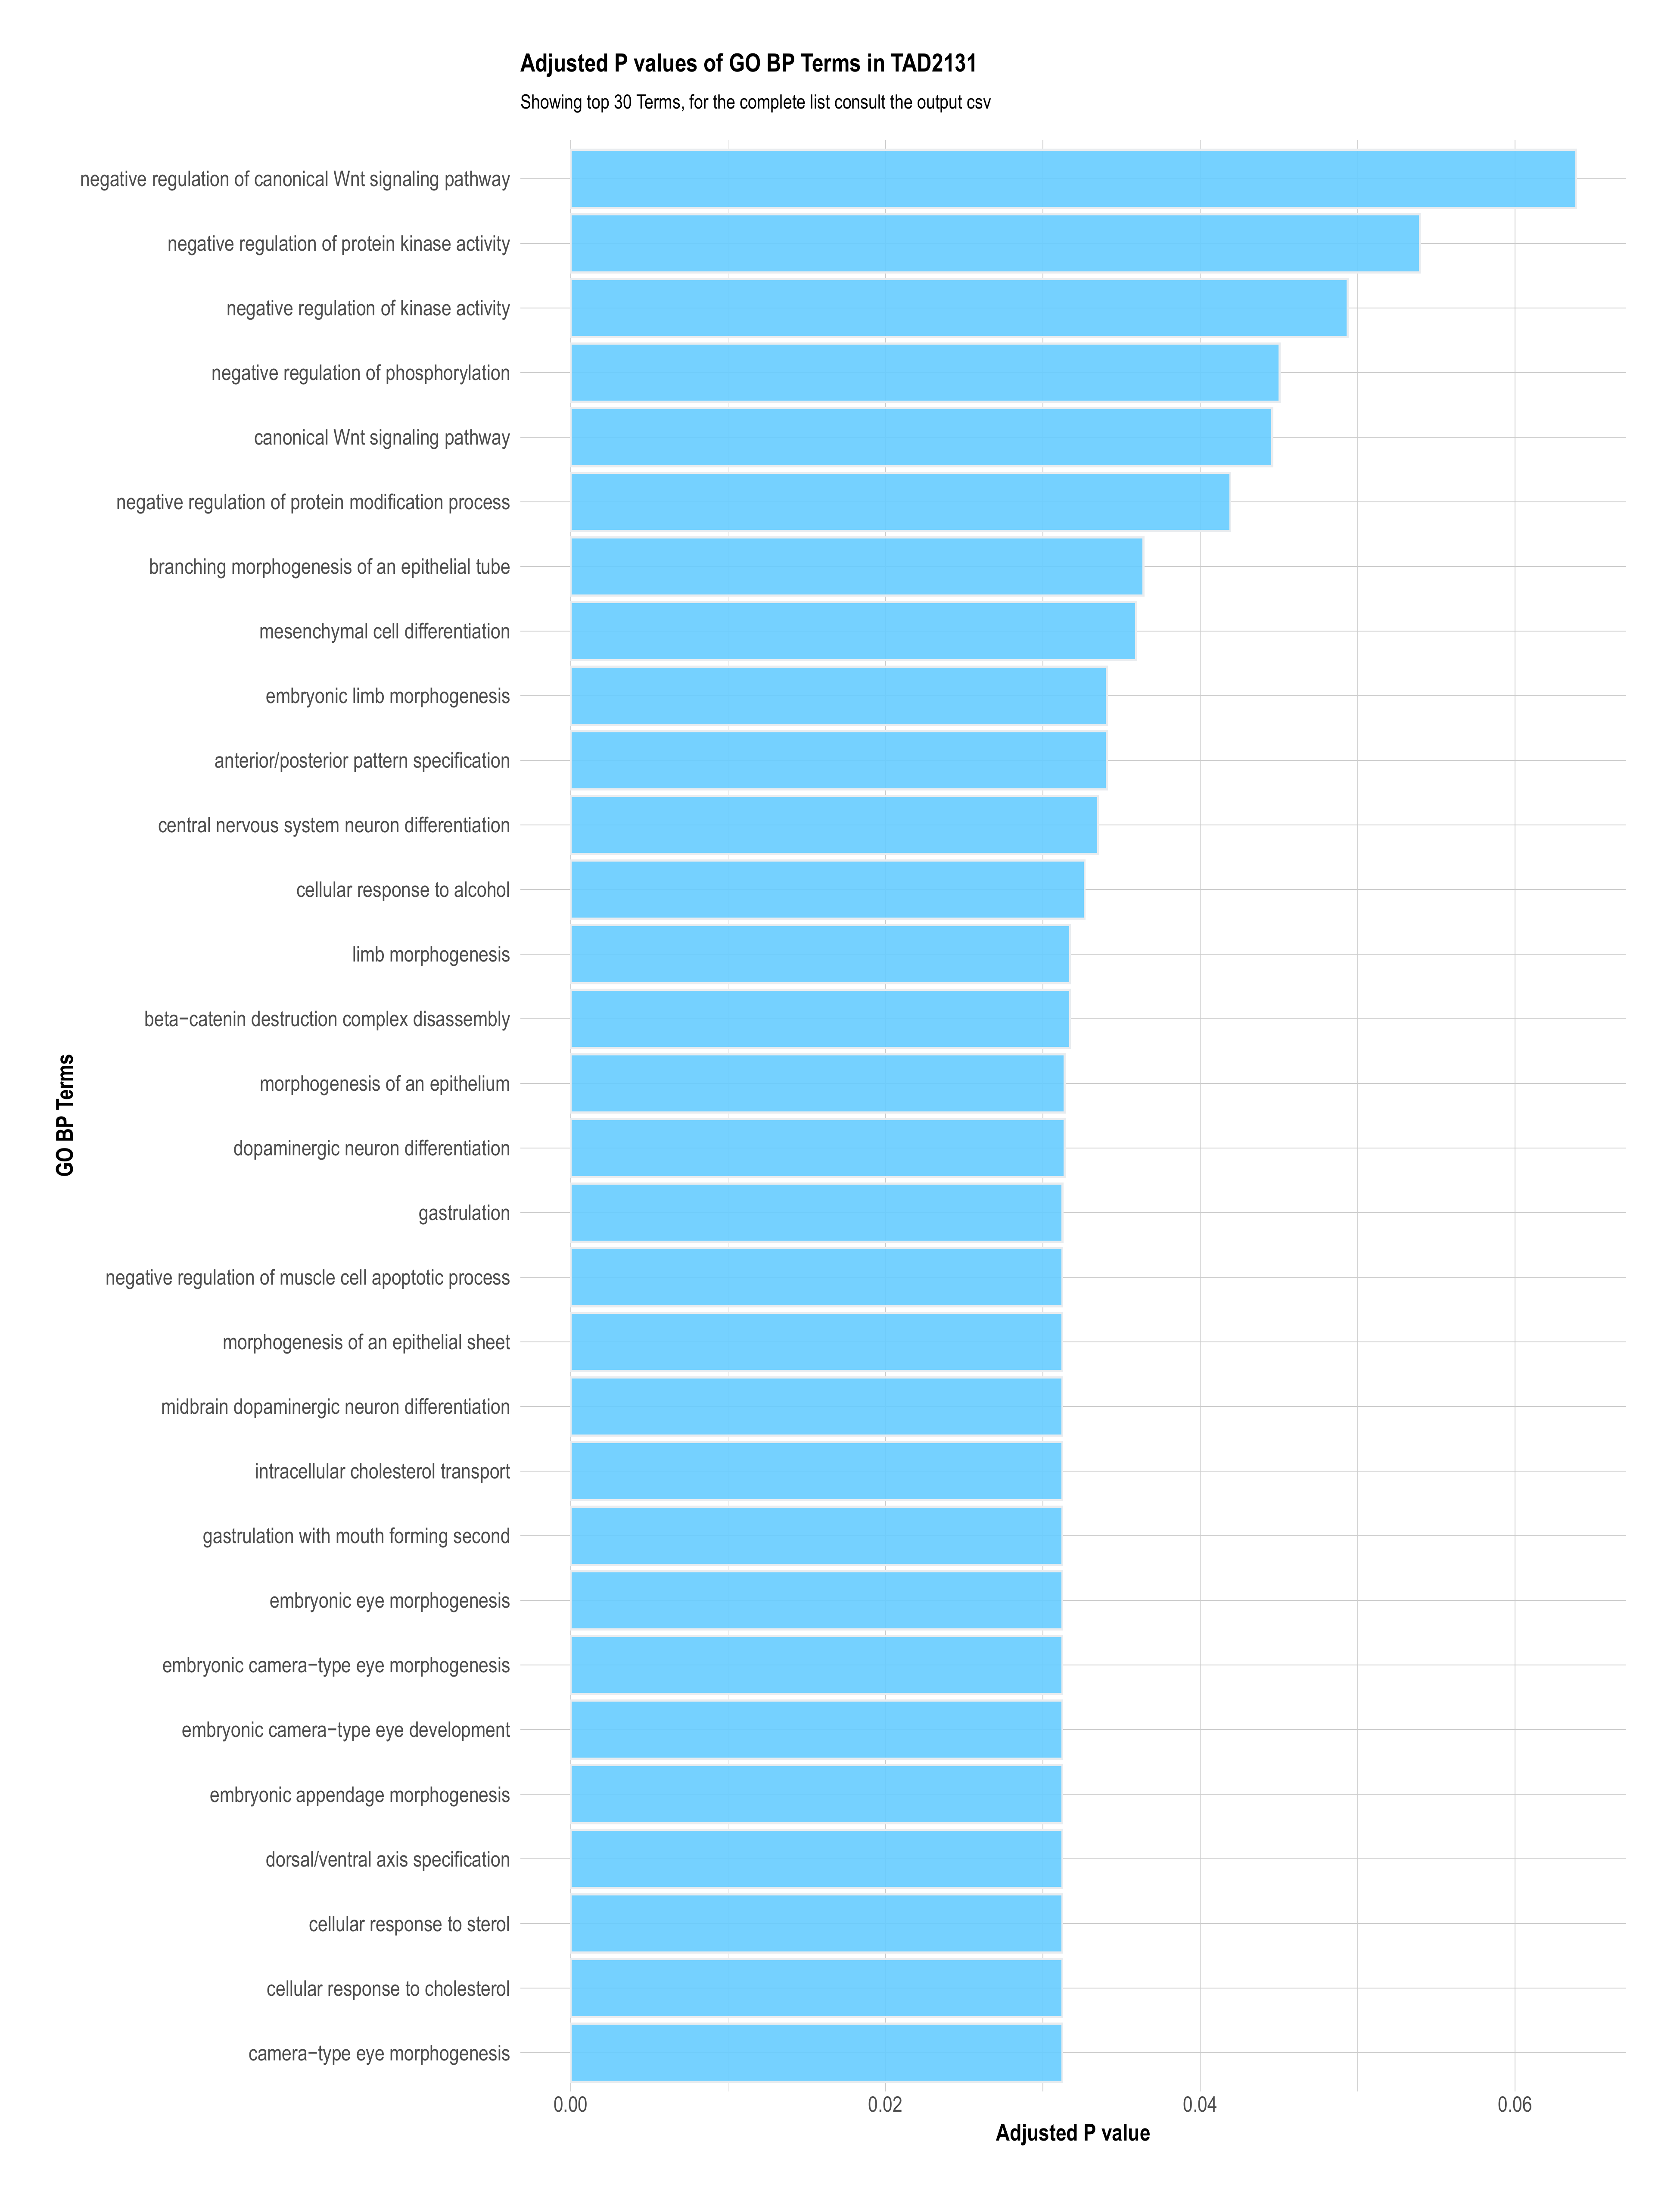 Adjusted P values of GO BP Terms in TAD2131
Showing top 30 Terms, for the complete list consult the output csv
negative regulation of canonical Wnt signaling pathway
negative regulation of protein kinase activity
negative regulation of kinase activity
negative regulation of phosphorylation
canonical Wnt signaling pathway
negative regulation of protein modification process
branching morphogenesis of an epithelial tube
mesenchymal cell differentiation
embryonic limb morphogenesis
anterior/posterior pattern specification
central nervous system neuron differentiation
cellular response to alcohol
limb morphogenesis
beta−catenin destruction complex disassembly
morphogenesis of an epithelium
dopaminergic neuron differentiation
gastrulation
negative regulation of muscle cell apoptotic process
morphogenesis of an epithelial sheet
midbrain dopaminergic neuron differentiation
intracellular cholesterol transport
gastrulation with mouth forming second
embryonic eye morphogenesis
embryonic camera−type eye morphogenesis
embryonic camera−type eye development
embryonic appendage morphogenesis
dorsal/ventral axis specification
cellular response to sterol
cellular response to cholesterol
camera−type eye morphogenesis
GO BP Terms
0.00 0.02 0.04 0.06
Adjusted P value